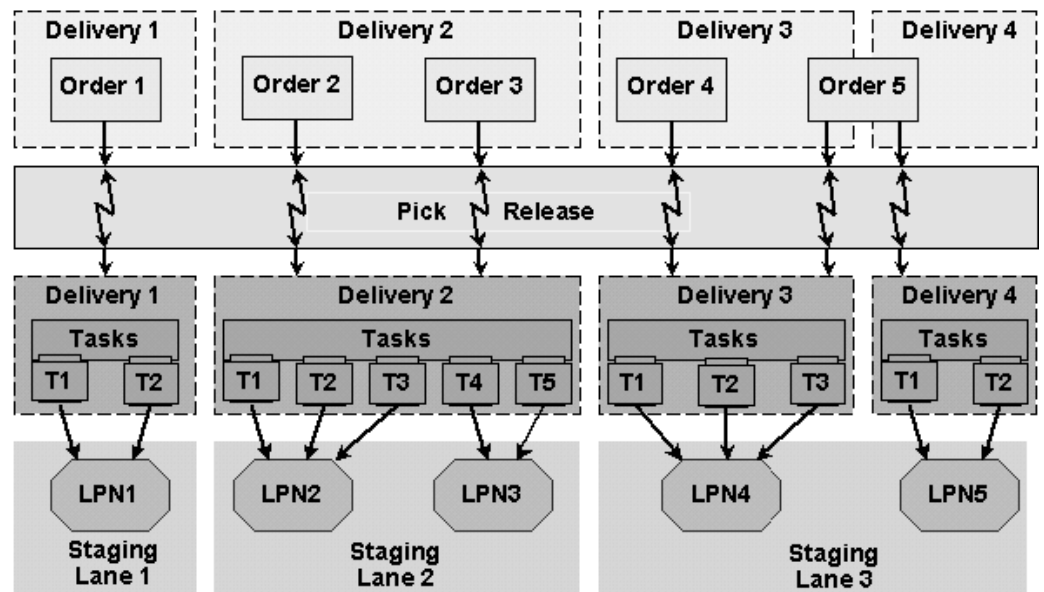 Delivery 1
Delivery 2
Delivery 3
Delivery 4
Order 1
Order 2
Order 3
Order 4
Order 5
Pick Release
Delivery 1
Delivery 2
Delivery 3
Delivery 4
Tasks
Tasks
Tasks
Tasks
T1
T2
T1
T2
T3
T4
T5
T1
T2
T3
T1
T2
LPN1
LPN2
LPN3
LPN4
LPN5
Staging
Lane 1
Staging
Lane 2
Staging
Lane 3